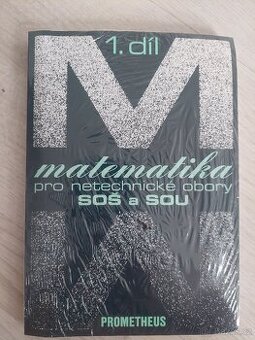 1. díl
M
matematika
pro netechnické obory
SOŠ a SOU
PROMETHEUS